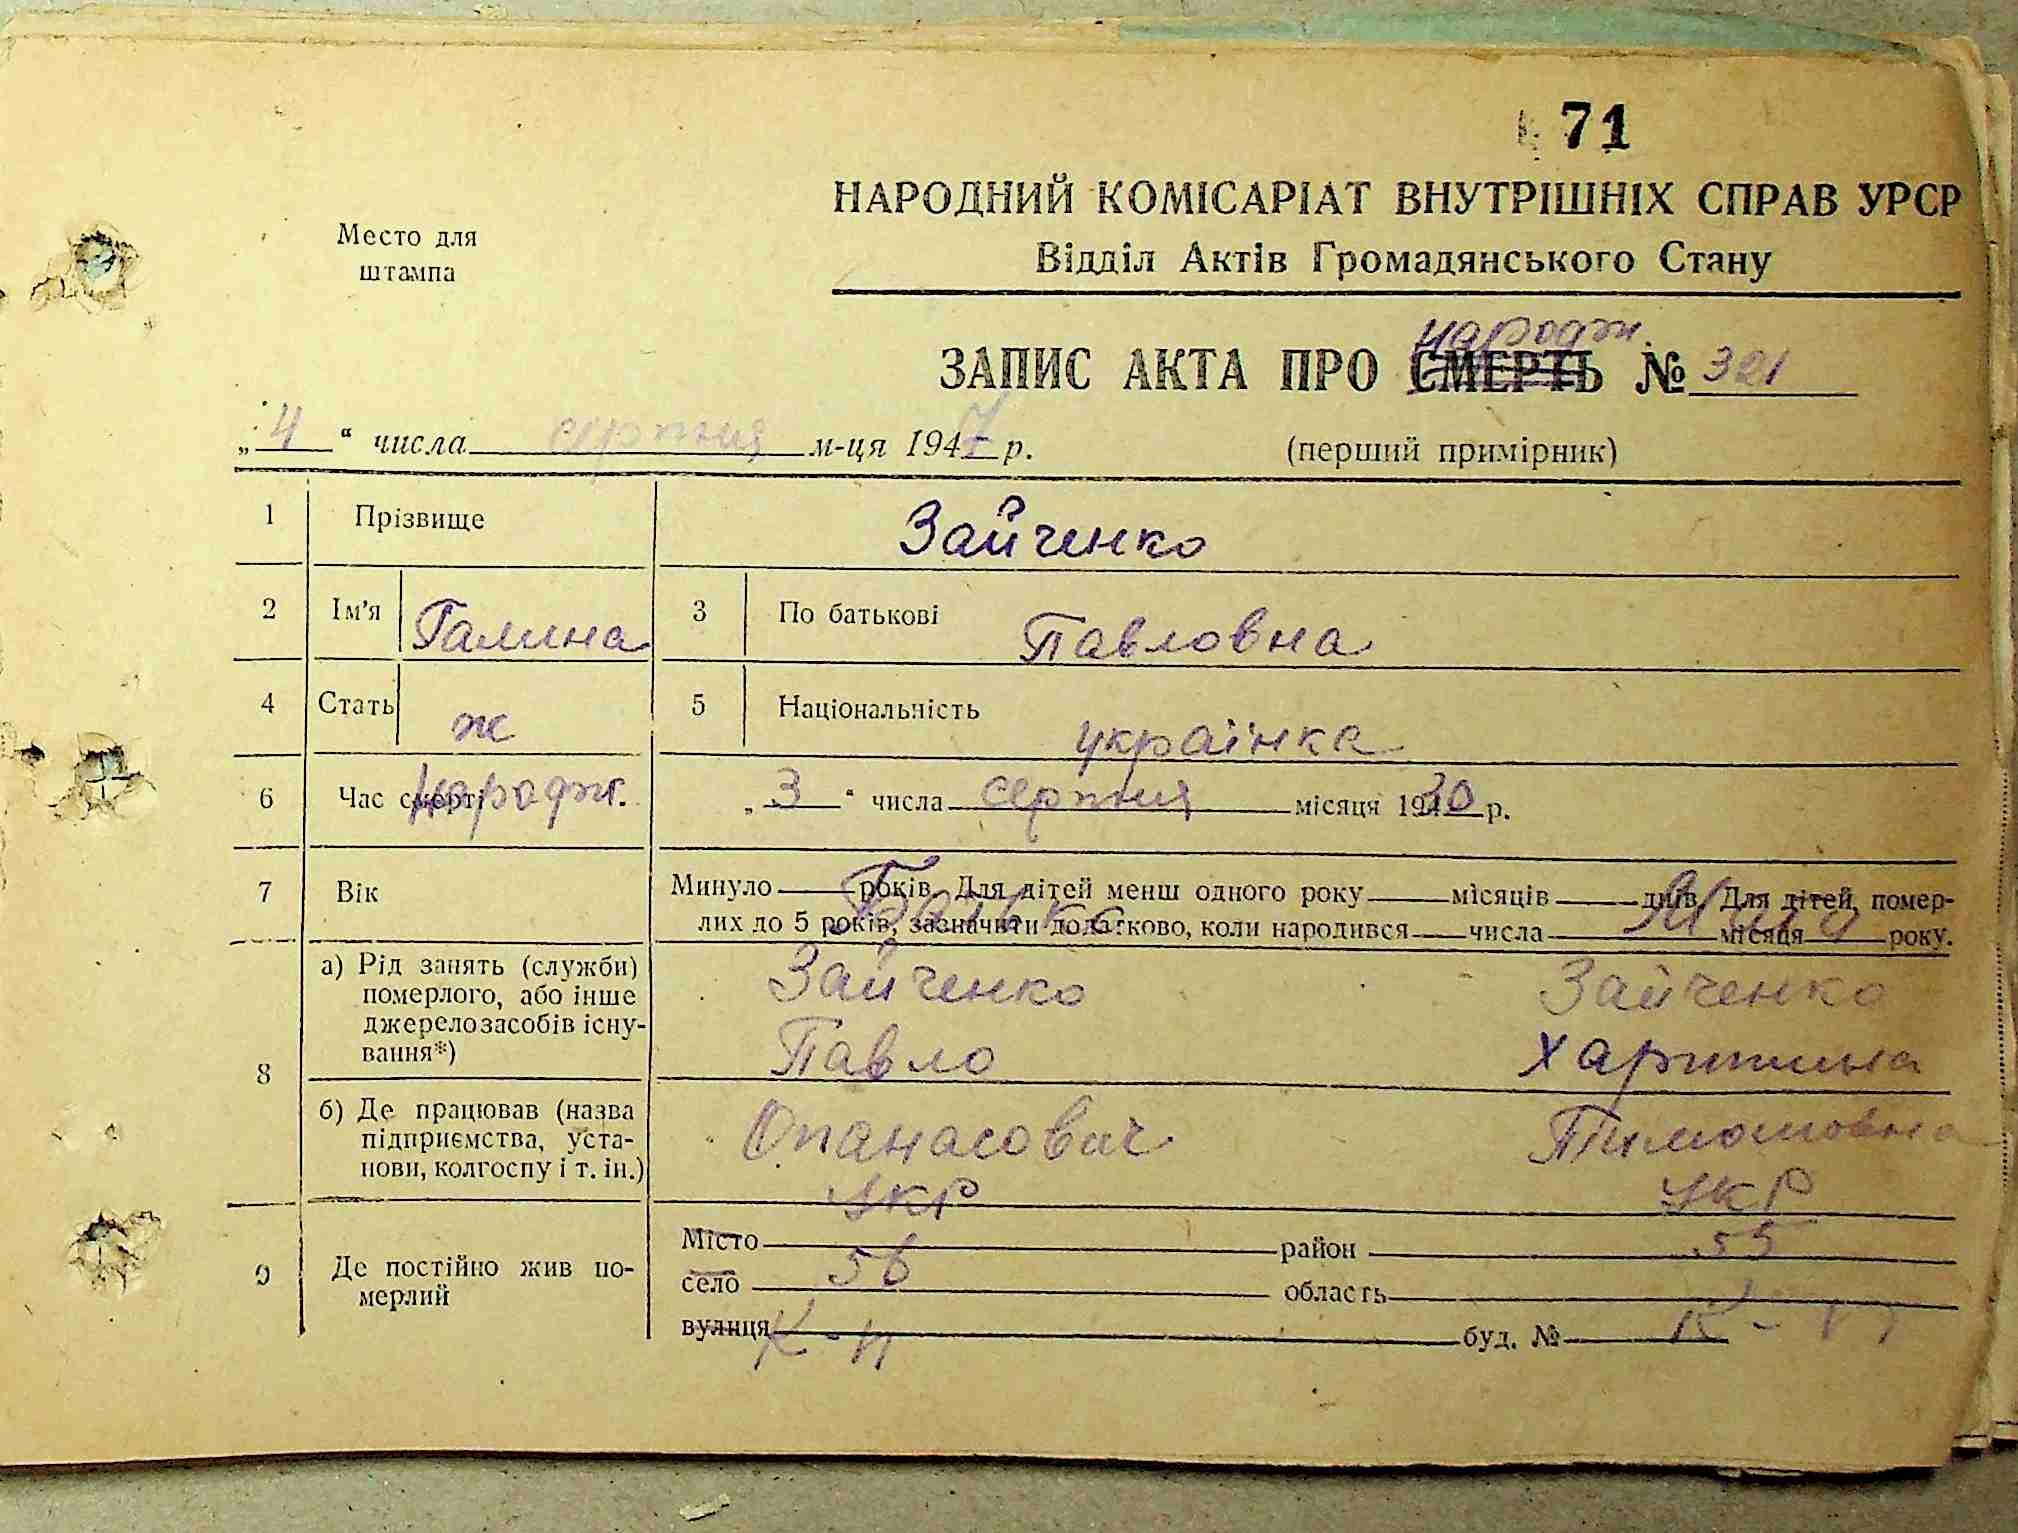 71
НАРОДНИЙ КОМІСАРІАТ ВНУТРІШНІХ СПРАВ УРСР
Відділ Актів Громадянського Стану
Место для
штампа
народж.
ЗАПИС АКТА ПРО СМЕРТЬ № 321
„4“ числа серпня м-ця 1947 р. (перший примірник)
1 Прізвище Зайченко
2 Ім'я Галина 3 По батькові Павловна
4 Стать ж 5 Національність українка
6 Час смерті народж. „3“ числа серпня місяця 1930 р.
7 Вік Минуло років. Для дітей менш одного року місяців днів. Для дітей, помер-
лих до 5 років, зазначити додатково, коли народився числа місяця року.
Батько Мати
8 а) Рід занять (служби)
померлого, або інше
джерело засобів існу-
вання*)
Зайченко Зайченко
Павло Харитина
б) Де працював (назва
підприємства, уста-
нови, колгоспу і т. ін.)
Опанасович Тимошовна
УКР УКР
9 Де постійно жив по-
мерлий
Місто район 55
село 56 область
вулиця К-п буд. № К-п